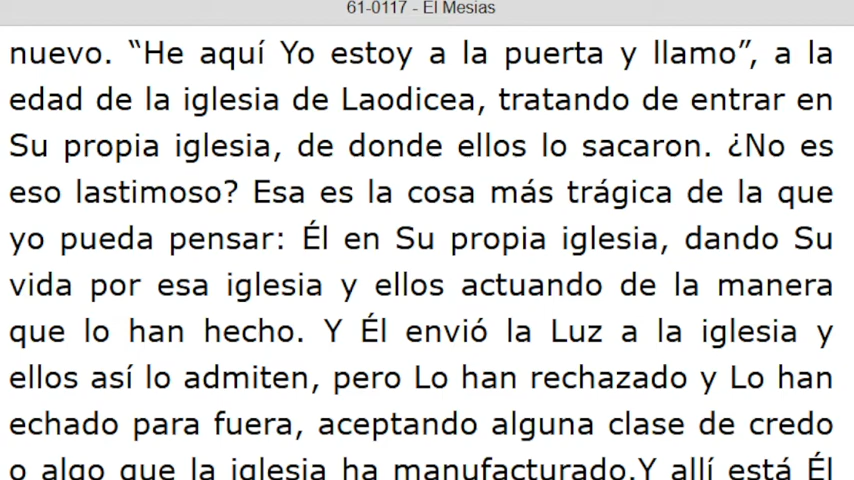 61-0117 - El Mesias
nuevo. “He aquí Yo estoy a la puerta y llamo”, a la
edad de la iglesia de Laodicea, tratando de entrar en
Su propia iglesia, de donde ellos lo sacaron. ¿No es
eso lastimoso? Esa es la cosa más trágica de la que
yo pueda pensar: Él en Su propia iglesia, dando Su
vida por esa iglesia y ellos actuando de la manera
que lo han hecho. Y Él envió la Luz a la iglesia y
ellos así lo admiten, pero Lo han rechazado y Lo han
echado para fuera, aceptando alguna clase de credo
o algo que la iglesia ha manufacturado.Y allí está Él